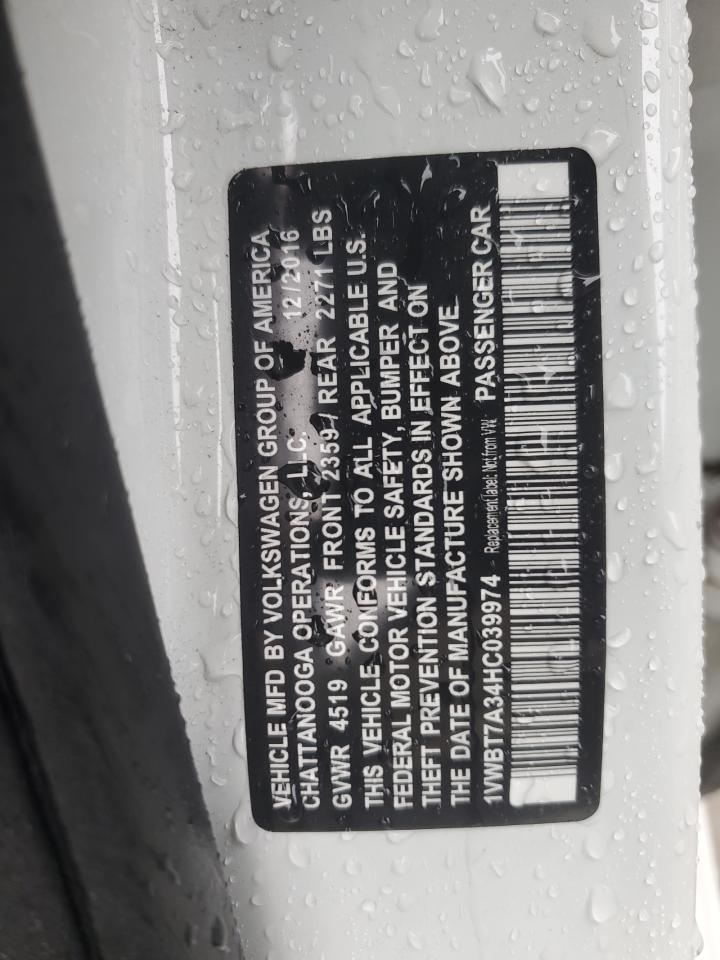 VEHICLE MFD BY VOLKSWAGEN GROUP OF AMERICA
CHATTANOOGA OPERATIONS, LLC. 12/2016
GVWR 4519 GAWR FRONT 2359 / REAR 2271 LBS
THIS VEHICLE CONFORMS TO ALL APPLICABLE U.S.
FEDERAL MOTOR VEHICLE SAFETY, BUMPER AND
THEFT PREVENTION STANDARDS IN EFFECT ON
THE DATE OF MANUFACTURE SHOWN ABOVE
1VWBT7A34HC039974 - Replacement label: Not from VW. PASSENGER CAR